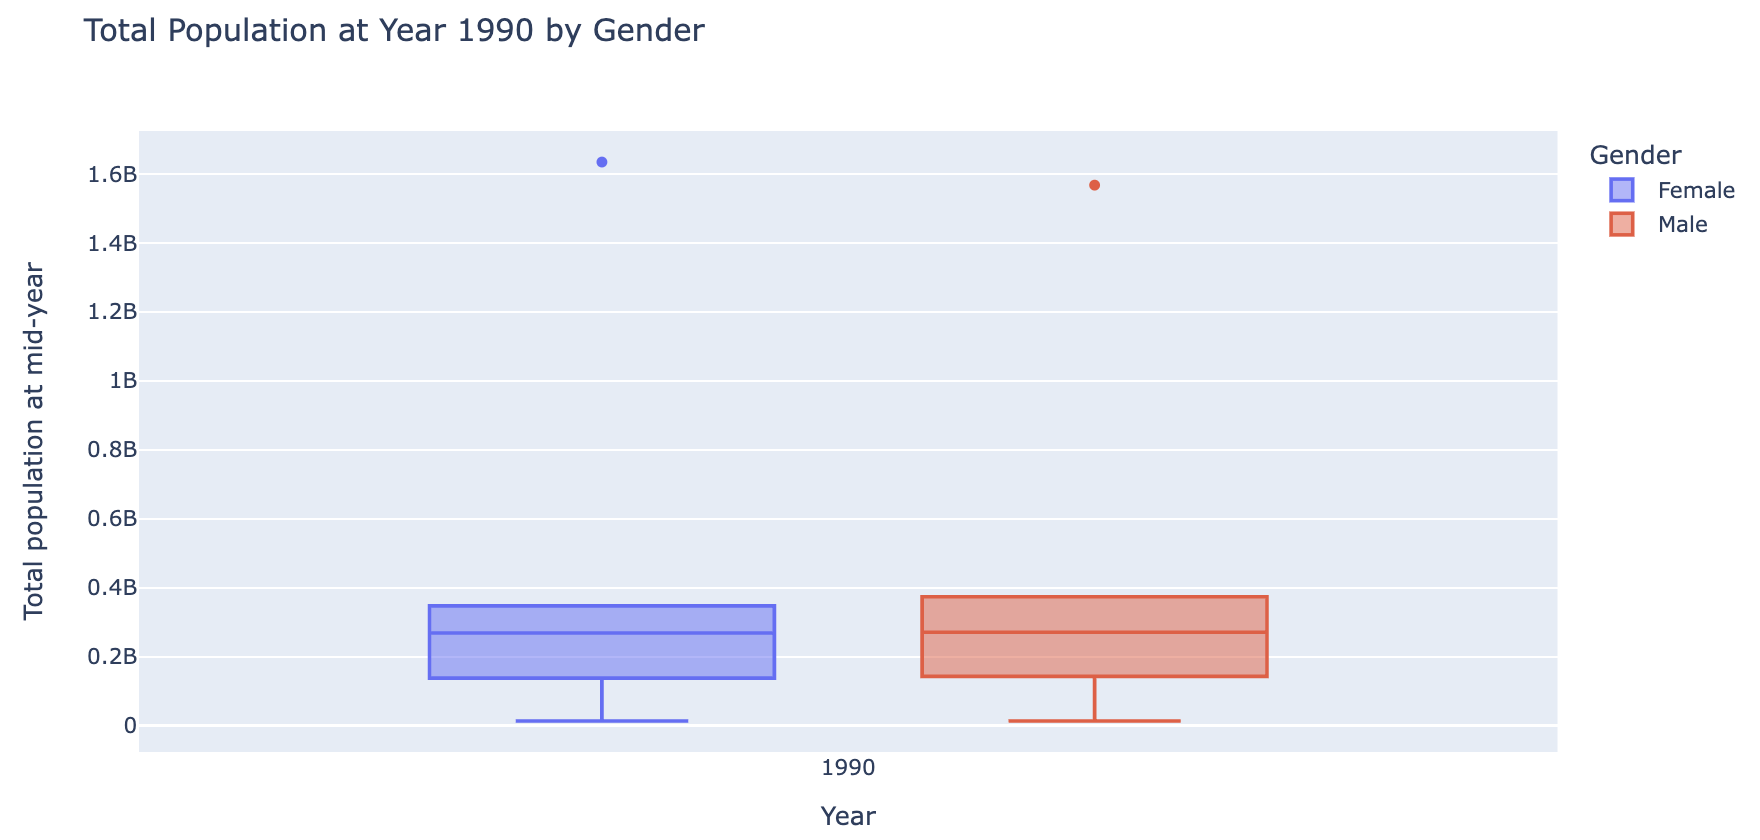 Total Population at Year 1990 by Gender
Total population at mid-year
1.6B
1.4B
1.2B
1B
0.8B
0.6B
0.4B
0.2B
0
1990
Year
Gender
Female
Male